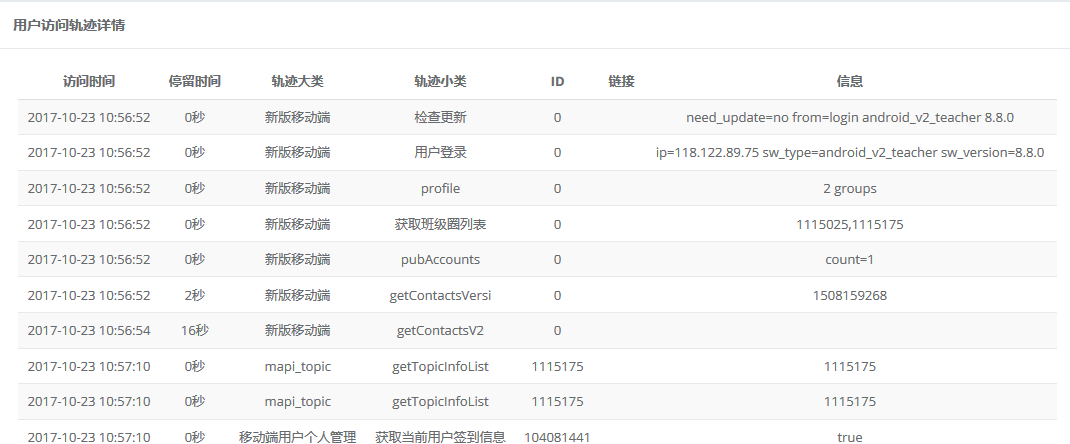 用户访问轨迹详情
访问时间 停留时间 轨迹大类 轨迹小类 ID 链接 信息
2017-10-23 10:56:52 0秒 新版移动端 检查更新 0 need_update=no from=login android_v2_teacher 8.8.0
2017-10-23 10:56:52 0秒 新版移动端 用户登录 0 ip=118.122.89.75 sw_type=android_v2_teacher sw_version=8.8.0
2017-10-23 10:56:52 0秒 新版移动端 profile 0 2 groups
2017-10-23 10:56:52 0秒 新版移动端 获取班级圈列表 0 1115025,1115175
2017-10-23 10:56:52 0秒 新版移动端 pubAccounts 0 count=1
2017-10-23 10:56:52 2秒 新版移动端 getContactsVersi 0 1508159268
2017-10-23 10:56:54 16秒 新版移动端 getContactsV2 0
2017-10-23 10:57:10 0秒 mapi_topic getTopicInfoList 1115175 1115175
2017-10-23 10:57:10 0秒 mapi_topic getTopicInfoList 1115175 1115175
2017-10-23 10:57:10 0秒 移动端用户个人管理 获取当前用户签到信息 104081441 true